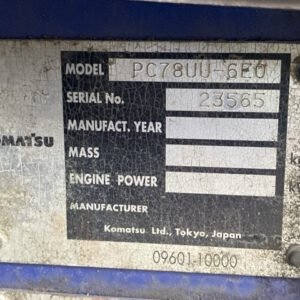 MODEL PC78UU-6E0
SERIAL No. 23565
MANUFACT. YEAR
MASS
KOMATSU
ENGINE POWER
MANUFACTURER
Komatsu Ltd., Tokyo, Japan
09601-10000